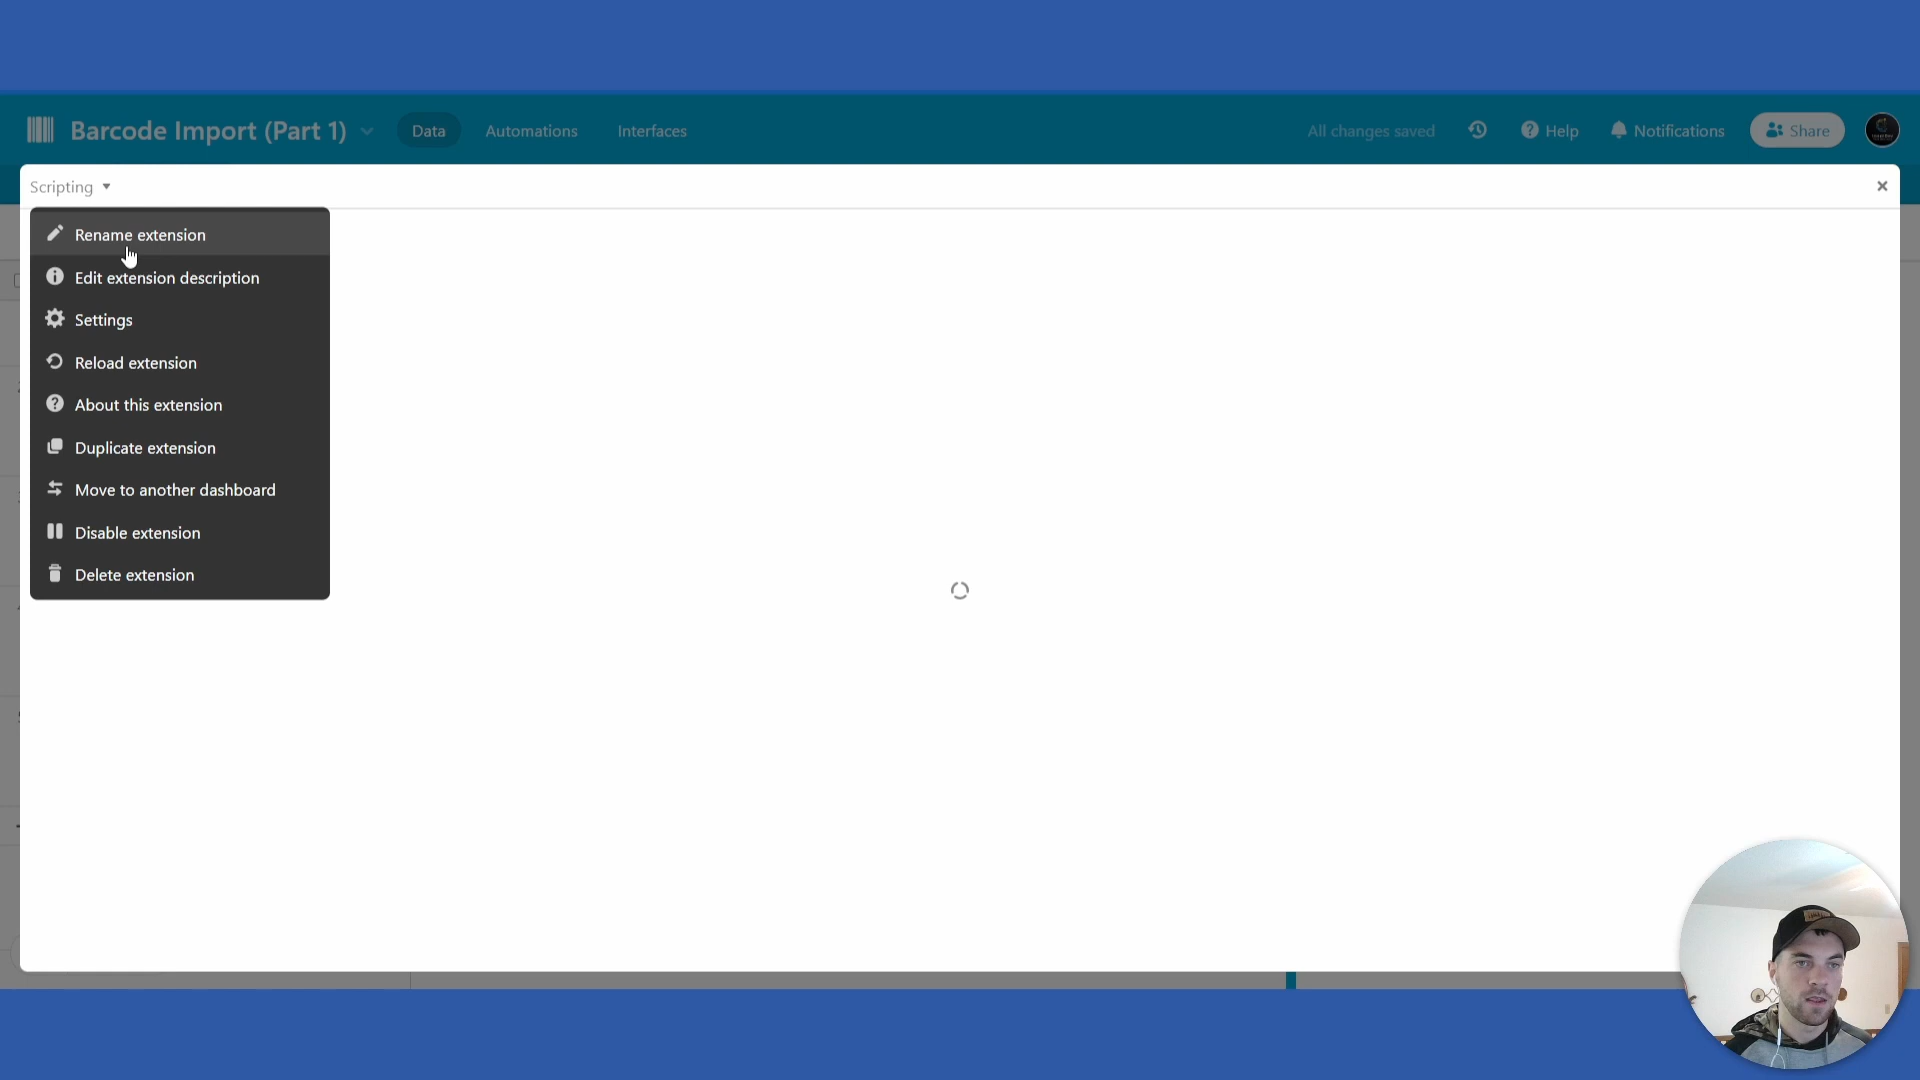 Barcode Import (Part 1)
Data
Automations
Interfaces
All changes saved
Help
Notifications
Share
Scripting
Rename extension
Edit extension description
Settings
Reload extension
About this extension
Duplicate extension
Move to another dashboard
Disable extension
Delete extension